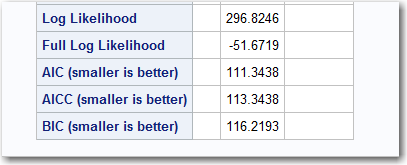 Log Likelihood 296.8246
Full Log Likelihood -51.6719
AIC (smaller is better) 111.3438
AICC (smaller is better) 113.3438
BIC (smaller is better) 116.2193